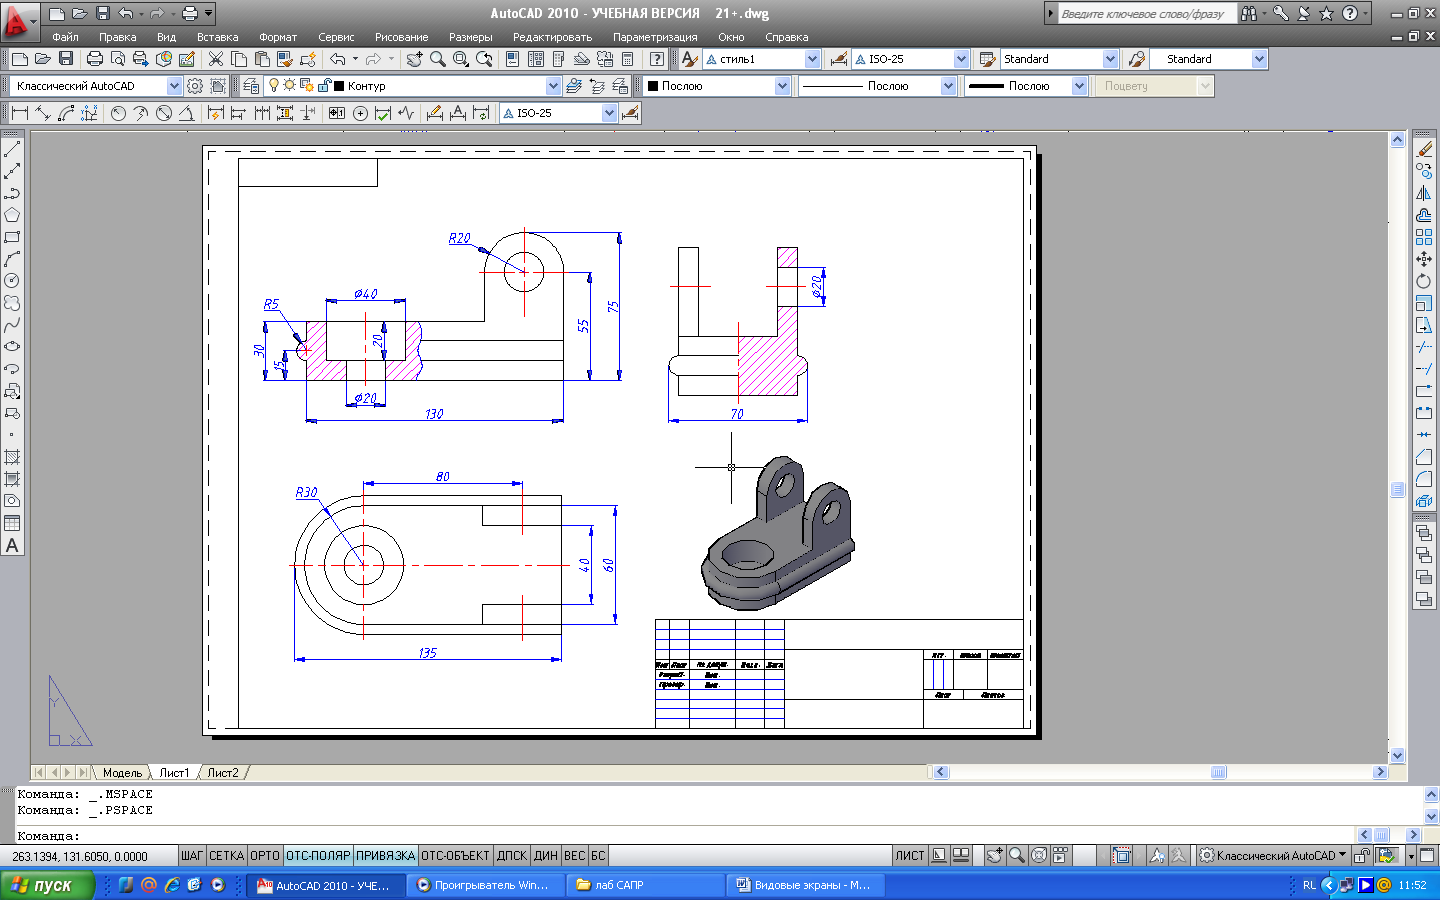 AutoCAD 2010 - УЧЕБНАЯ ВЕРСИЯ 21+.dwg
Введите ключевое слово/фразу
Файл Правка Вид Вставка Формат Сервис Рисование Размеры Редактировать Параметризация Окно Справка
стиль1 ISO-25 Standard Standard
Классический AutoCAD Контур Послою Послою Послою Поцвету
ISO-25
R20
R5
ϕ40
20
30
15
55
75
ϕ20
130
ϕ20
70
80
R30
40
60
135
Y
X
Модель Лист1 Лист2
Команда: _.MSPACE
Команда: _.PSPACE
Команда:
263.1394, 131.6050, 0.0000 ШАГ СЕТКА ОРТО ОТС-ПОЛЯР ПРИВЯЗКА ОТС-ОБЪЕКТ ДПСК ДИН ВЕС БС ЛИСТ Классический AutoCAD
пуск AutoCAD 2010 - УЧЕ... Проигрыватель Win... лаб САПР Видовые экраны - M... RL 11:52